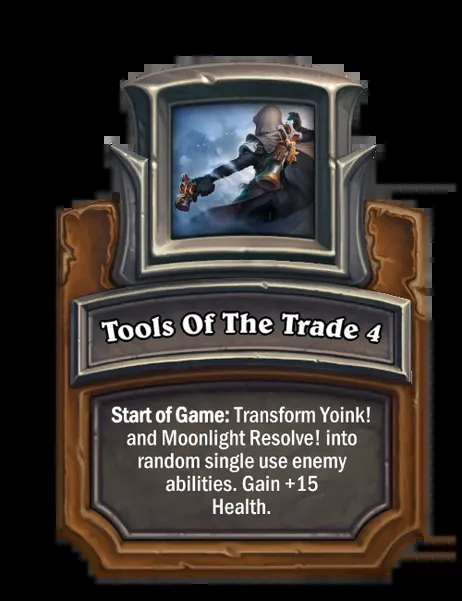 Tools Of The Trade 4
Start of Game: Transform Yoink!
and Moonlight Resolve! into
random single use enemy
abilities. Gain +15
Health.